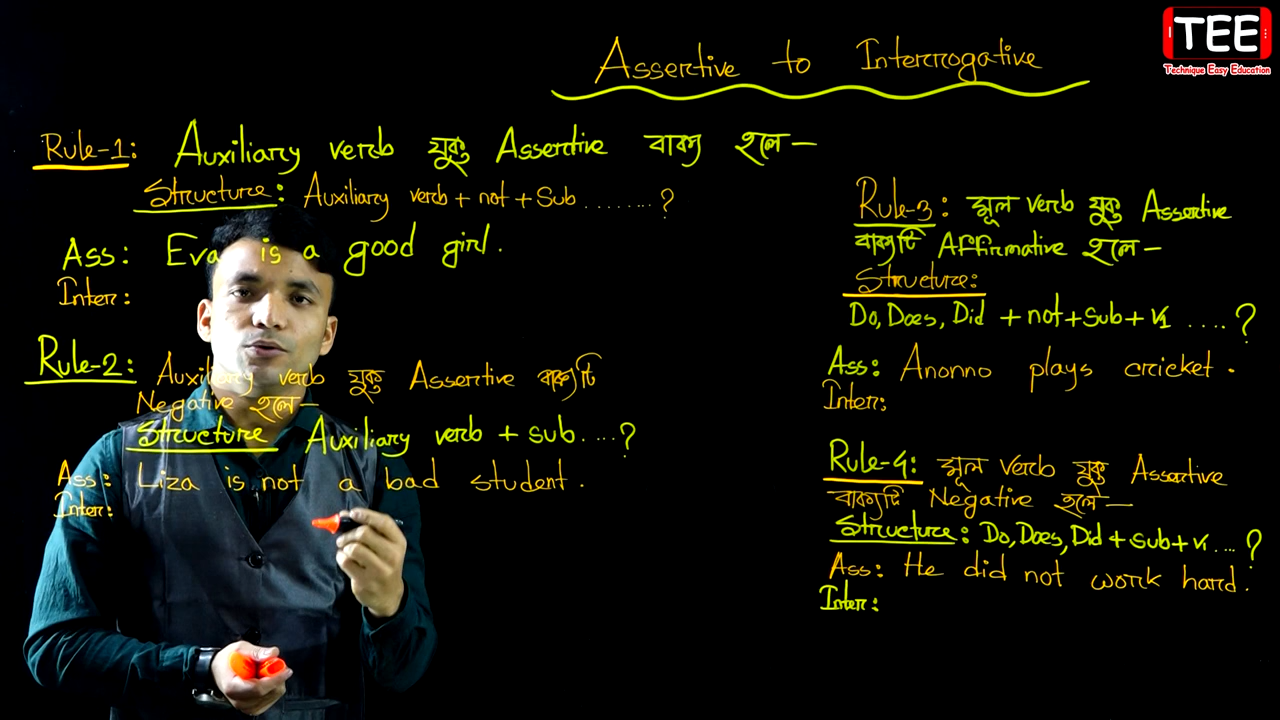 TEE
Technique Easy Education
Assertive to Interrogative
Rule-1: Auxiliary verb যুক্ত Assertive বাক্য হলে—
Structure: Auxiliary verb + not + Sub ........ ?
Ass: Eva is a good girl.
Inter:
Rule-2: Auxiliary verb যুক্ত Assertive বাক্যটি
Negative হলে—
Structure Auxiliary verb + sub....?
Ass: Liza is not a bad student.
Inter:
Rule-3: মূল verb যুক্ত Assertive
বাক্যটি Affirmative হলে—
Structure:
Do, Does, Did + not + Sub + V1 ....?
Ass: Anonno plays cricket.
Inter:
Rule-4: মূল verb যুক্ত Assertive
বাক্যটি Negative হলে—
Structure: Do, Does, Did + sub + V1 .... ?
Ass: He did not work hard.
Inter: